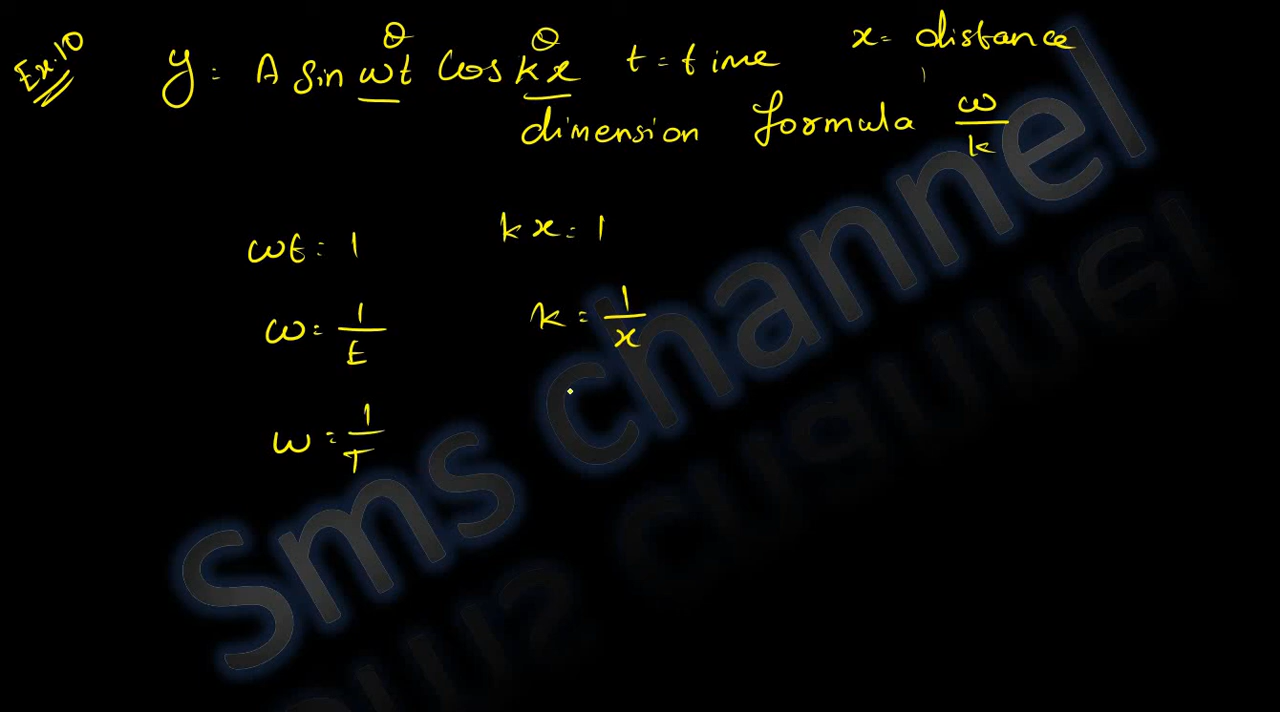 Ex:10
y = A sin ωt cos kx t = time x = distance
θ θ
dimension formula ω/k
ωt = 1 kx = 1
ω = 1/t k = 1/x
ω = 1/T
Sms channel